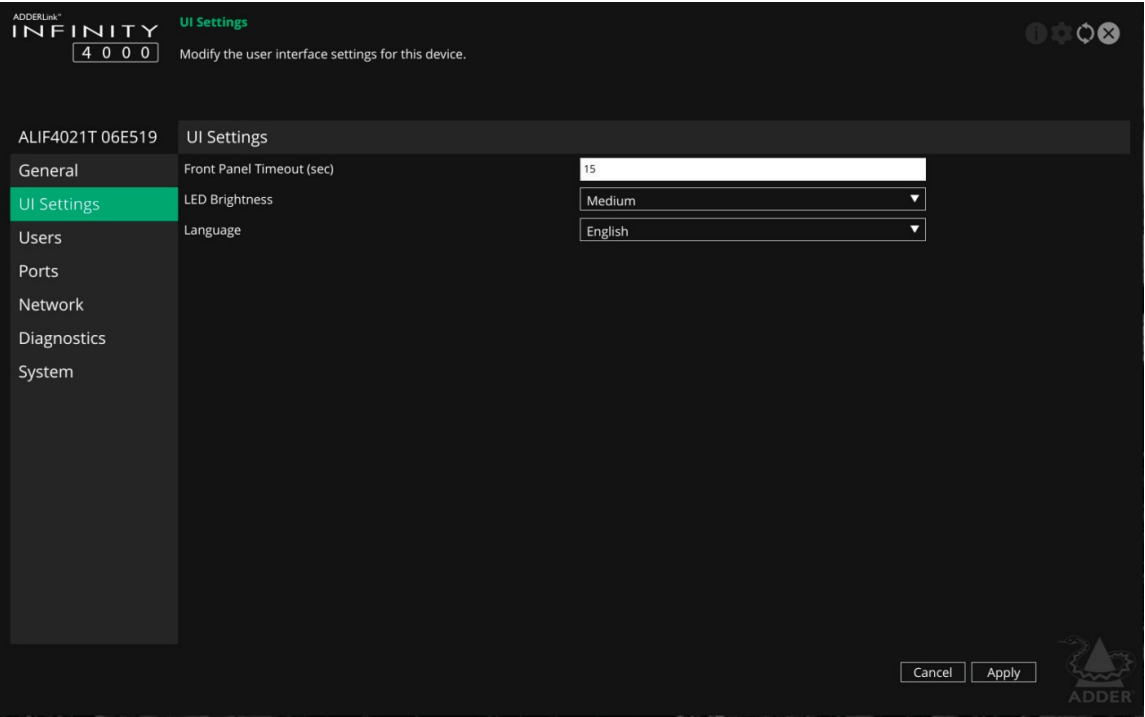 ADDERLink™
INFINITY
4000
UI Settings
Modify the user interface settings for this device.
ALIF4021T 06E519
UI Settings
General
Front Panel Timeout (sec)
15
UI Settings
LED Brightness
Medium
Users
Language
English
Ports
Network
Diagnostics
System
Cancel
Apply
ADDER